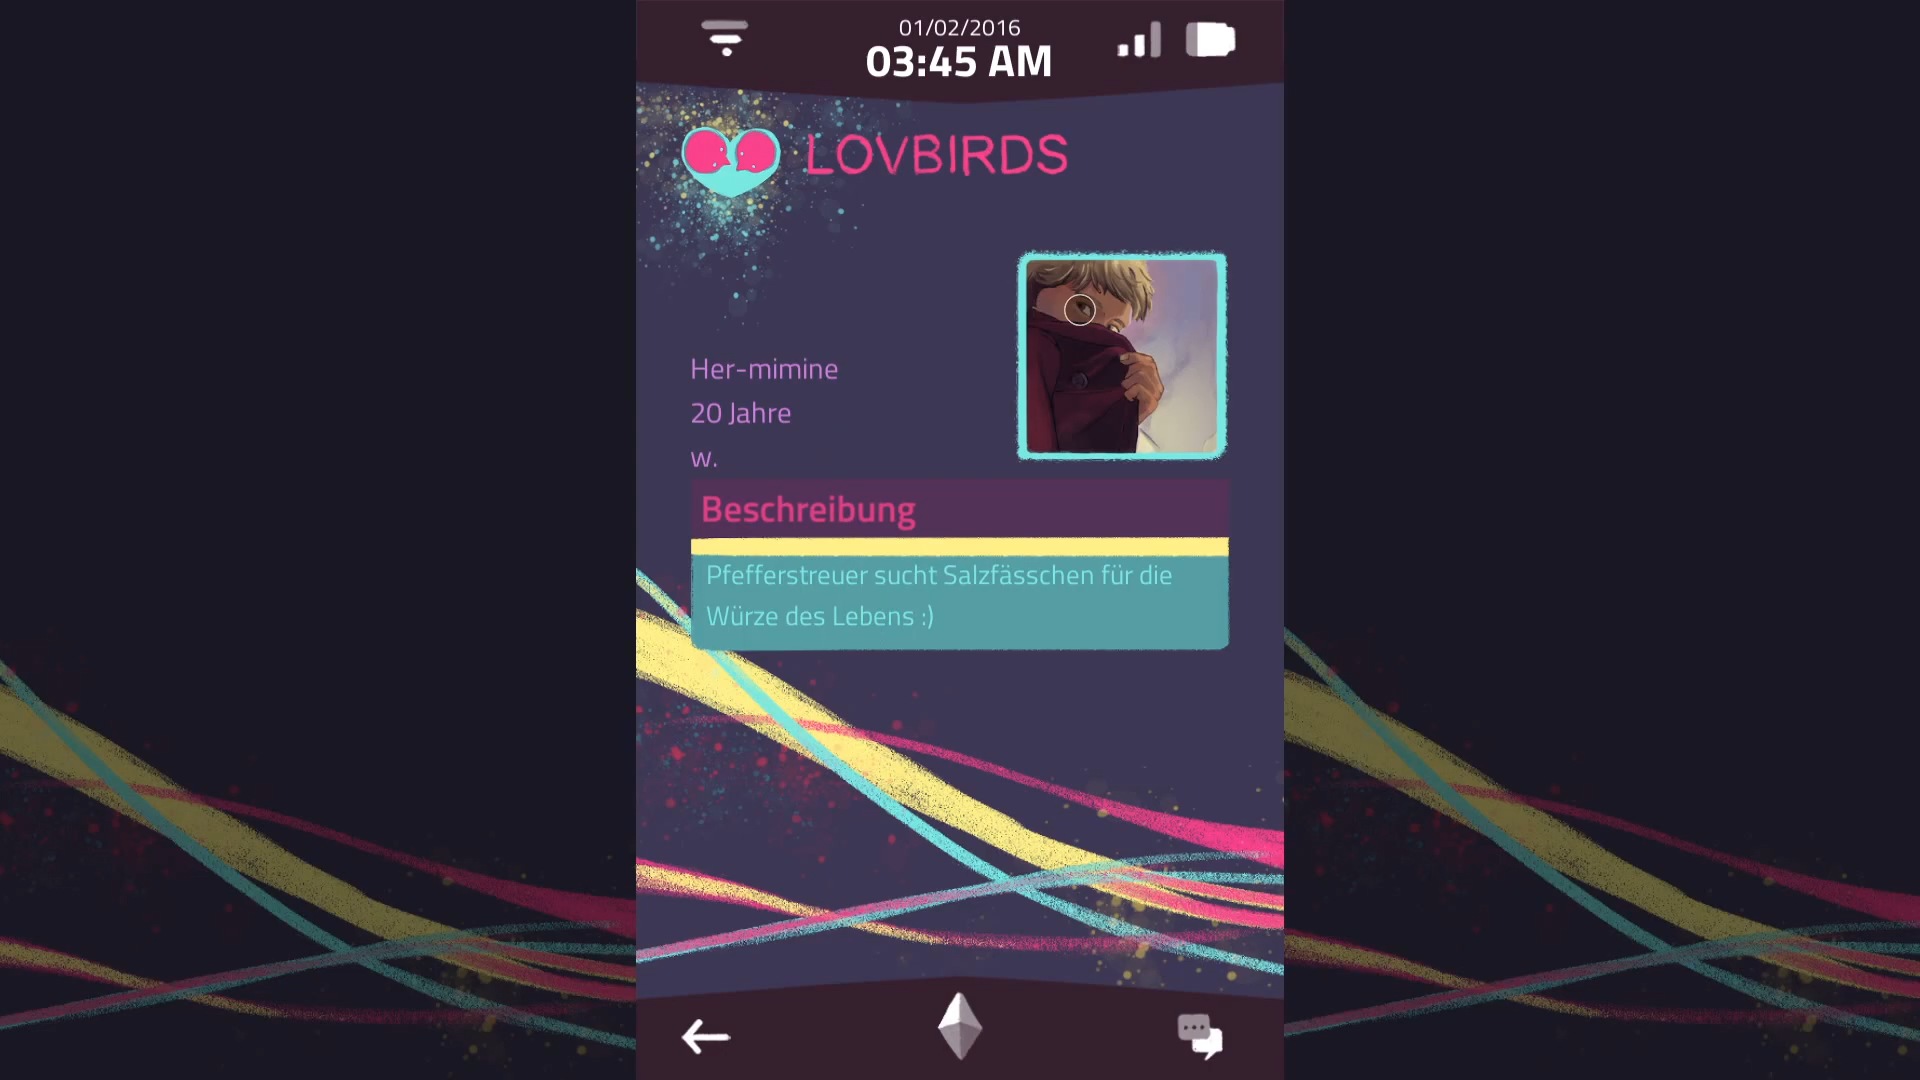 01/02/2016
03:45 AM
LOVBIRDS
Her-mimine
20 Jahre
w.
Beschreibung
Pfefferstreuer sucht Salzfässchen für die
Würze des Lebens :)